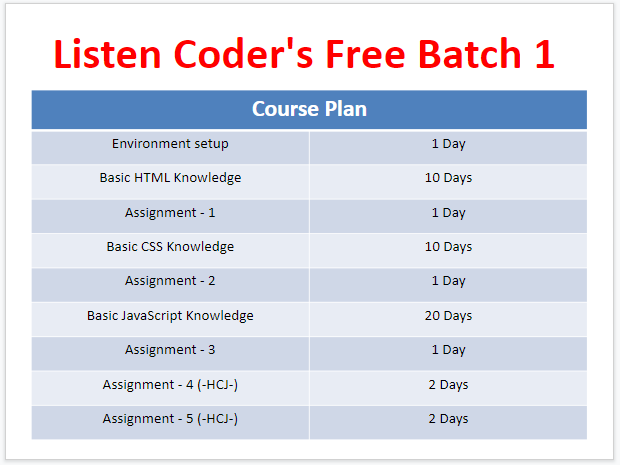 Listen Coder's Free Batch 1
Course Plan
Environment setup 1 Day
Basic HTML Knowledge 10 Days
Assignment - 1 1 Day
Basic CSS Knowledge 10 Days
Assignment - 2 1 Day
Basic JavaScript Knowledge 20 Days
Assignment - 3 1 Day
Assignment - 4 (-HCJ-) 2 Days
Assignment - 5 (-HCJ-) 2 Days